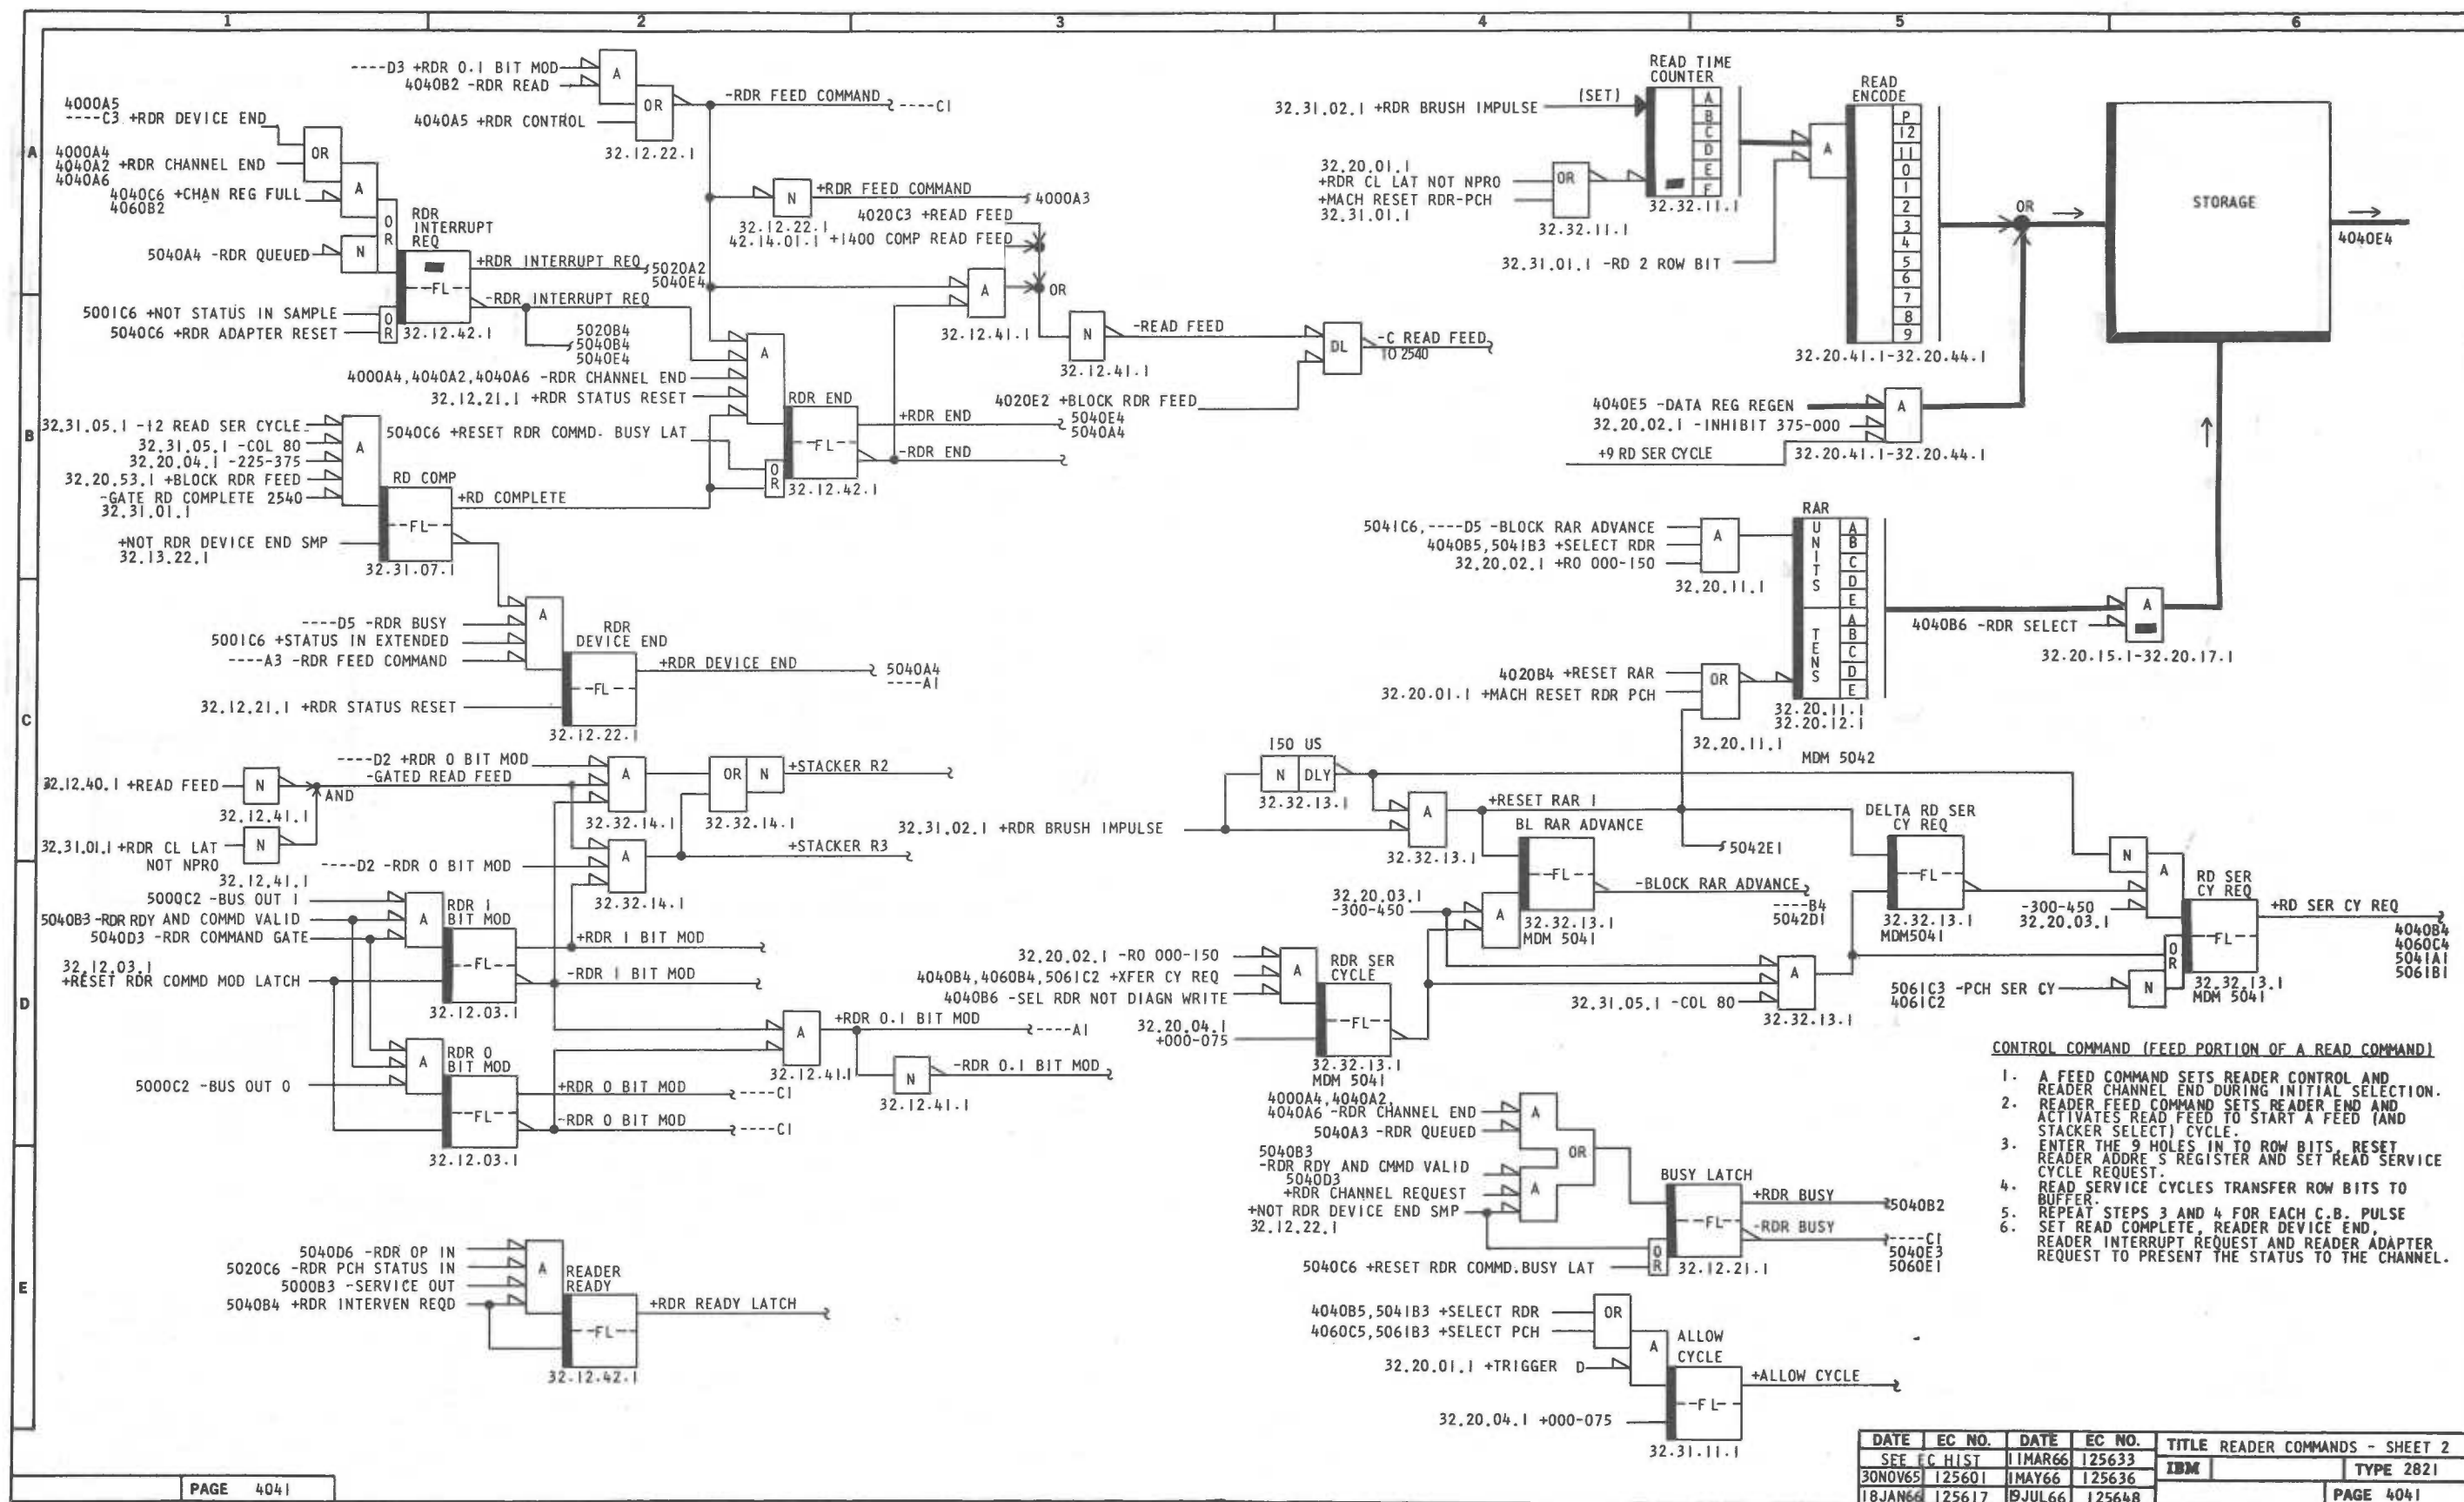 1 2 3 4 5 6
A
B
C
D
E
----D3 +RDR 0.1 BIT MOD
4040B2 -RDR READ
A
OR
4040A5 +RDR CONTROL
32.12.22.1
-RDR FEED COMMAND ----C1
4000A5
----C3 +RDR DEVICE END
OR
4000A4
4040A2 +RDR CHANNEL END
4040A6
A
4040C6 +CHAN REG FULL
4060B2
OR
5040A4 -RDR QUEUED
N
RDR
INTERRUPT
REQ
--FL--
+RDR INTERRUPT REQ 5020A2
5040E4
-RDR INTERRUPT REQ
5020B4
5040B4
5040E4
5001C6 +NOT STATUS IN SAMPLE
5040C6 +RDR ADAPTER RESET
OR
32.12.42.1
N
+RDR FEED COMMAND
4000A3
32.12.22.1
4020C3 +READ FEED
42.14.01.1 +1400 COMP READ FEED
A
OR
32.12.41.1
N
-READ FEED
32.12.41.1
DL
-C READ FEED
TO 2540
4020E2 +BLOCK RDR FEED
A
4000A4,4040A2,4040A6 -RDR CHANNEL END
32.12.21.1 +RDR STATUS RESET
RDR END
--FL--
5040C6 +RESET RDR COMMD. BUSY LAT
OR
32.12.42.1
+RDR END
5040E4
5040A4
-RDR END
32.31.05.1 -12 READ SER CYCLE
32.31.05.1 -COL 80
32.20.04.1 -225-375
32.20.53.1 +BLOCK RDR FEED
-GATE RD COMPLETE 2540
32.31.01.1
A
RD COMP
--FL--
+RD COMPLETE
+NOT RDR DEVICE END SMP
32.13.22.1
32.31.07.1
----D5 -RDR BUSY
5001C6 +STATUS IN EXTENDED
----A3 -RDR FEED COMMAND
A
RDR
DEVICE END
--FL--
+RDR DEVICE END 5040A4
----A1
32.12.21.1 +RDR STATUS RESET
32.12.22.1
32.12.40.1 +READ FEED
N
32.12.41.1
AND
32.31.01.1 +RDR CL LAT
NOT NPRO
N
32.12.41.1
----D2 +RDR 0 BIT MOD
-GATED READ FEED
A
32.32.14.1
OR N
32.32.14.1
+STACKER R2
----D2 -RDR 0 BIT MOD
A
32.32.14.1
+STACKER R3
5000C2 -BUS OUT 1
5040B3 -RDR RDY AND COMMD VALID
5040D3 -RDR COMMAND GATE
A
RDR 1
BIT MOD
--FL--
+RDR 1 BIT MOD
-RDR 1 BIT MOD
32.12.03.1
+RESET RDR COMMD MOD LATCH
32.12.03.1
A
RDR 0
BIT MOD
--FL--
5000C2 -BUS OUT 0
+RDR 0 BIT MOD ----C1
-RDR 0 BIT MOD ----C1
32.12.03.1
A
+RDR 0.1 BIT MOD ----A1
32.12.41.1
N
-RDR 0.1 BIT MOD
32.12.41.1
5040D6 -RDR OP IN
5020C6 -RDR PCH STATUS IN
5000B3 -SERVICE OUT
5040B4 +RDR INTERVEN REQD
A
READER
READY
--FL--
+RDR READY LATCH
32.12.42.1
READ TIME
COUNTER
32.31.02.1 +RDR BRUSH IMPULSE (SET)
A
B
C
D
E
F
32.32.11.1
32.20.01.1
+RDR CL LAT NOT NPRO
+MACH RESET RDR-PCH
32.31.01.1
OR
32.32.11.1
32.31.01.1 -RD 2 ROW BIT
A
READ
ENCODE
P
12
11
0
1
2
3
4
5
6
7
8
9
32.20.41.1-32.20.44.1
OR
STORAGE
4040E4
4040E5 -DATA REG REGEN
32.20.02.1 -INHIBIT 375-000
+9 RD SER CYCLE
A
32.20.41.1-32.20.44.1
5041C6,----D5 -BLOCK RAR ADVANCE
4040B5,5041B3 +SELECT RDR
32.20.02.1 +RO 000-150
A
32.20.11.1
RAR
UNITS
A
B
C
D
E
TENS
A
B
C
D
E
4020B4 +RESET RAR
32.20.01.1 +MACH RESET RDR PCH
OR
32.20.11.1
32.20.11.1
32.20.12.1
MDM 5042
4040B6 -RDR SELECT
A
32.20.15.1-32.20.17.1
150 US
N DLY
32.32.13.1
32.31.02.1 +RDR BRUSH IMPULSE
A
32.32.13.1
+RESET RAR 1
5042E1
BL RAR ADVANCE
--FL--
32.32.13.1
MDM 5041
-BLOCK RAR ADVANCE
----B4
5042D1
32.20.03.1
-300-450
A
DELTA RD SER
CY REQ
--FL--
32.32.13.1
MDM5041
N
A
-300-450
32.20.03.1
RD SER
CY REQ
--FL--
OR
+RD SER CY REQ
4040B4
4060C4
5041A1
5061B1
5061C3 -PCH SER CY
4061C2
N
32.32.13.1
MDM 5041
32.20.02.1 -RO 000-150
4040B4,4060B4,5061C2 +XFER CY REQ
4040B6 -SEL RDR NOT DIAGN WRITE
A
RDR SER
CYCLE
--FL--
32.20.04.1
+000-075
32.32.13.1
MDM 5041
32.31.05.1 -COL 80
A
32.32.13.1
4000A4,4040A2,
4040A6 -RDR CHANNEL END
5040A3 -RDR QUEUED
A
5040B3
-RDR RDY AND CMMD VALID
5040D3
+RDR CHANNEL REQUEST
+NOT RDR DEVICE END SMP
32.12.22.1
A
OR
BUSY LATCH
--FL--
OR
+RDR BUSY 5040B2
-RDR BUSY
----C1
5040E3
5060E1
5040C6 +RESET RDR COMMD.BUSY LAT
32.12.21.1
4040B5,5041B3 +SELECT RDR
4060C5,5061B3 +SELECT PCH
OR
32.20.01.1 +TRIGGER D
A
ALLOW
CYCLE
--FL--
+ALLOW CYCLE
32.20.04.1 +000-075
32.31.11.1
CONTROL COMMAND (FEED PORTION OF A READ COMMAND)
1. A FEED COMMAND SETS READER CONTROL AND
READER CHANNEL END DURING INITIAL SELECTION.
2. READER FEED COMMAND SETS READER END AND
ACTIVATES READ FEED TO START A FEED (AND
STACKER SELECT) CYCLE.
3. ENTER THE 9 HOLES IN TO ROW BITS, RESET
READER ADDRE S REGISTER AND SET READ SERVICE
CYCLE REQUEST.
4. READ SERVICE CYCLES TRANSFER ROW BITS TO
BUFFER.
5. REPEAT STEPS 3 AND 4 FOR EACH C.B. PULSE
6. SET READ COMPLETE, READER DEVICE END,
READER INTERRUPT REQUEST AND READER ADAPTER
REQUEST TO PRESENT THE STATUS TO THE CHANNEL.
DATE EC NO. DATE EC NO.
SEE EC HIST 11MAR66 125633
30NOV65 125601 1MAY66 125636
18JAN66 125617 19JUL66 125648
TITLE READER COMMANDS - SHEET 2
IBM TYPE 2821
PAGE 4041
PAGE 4041